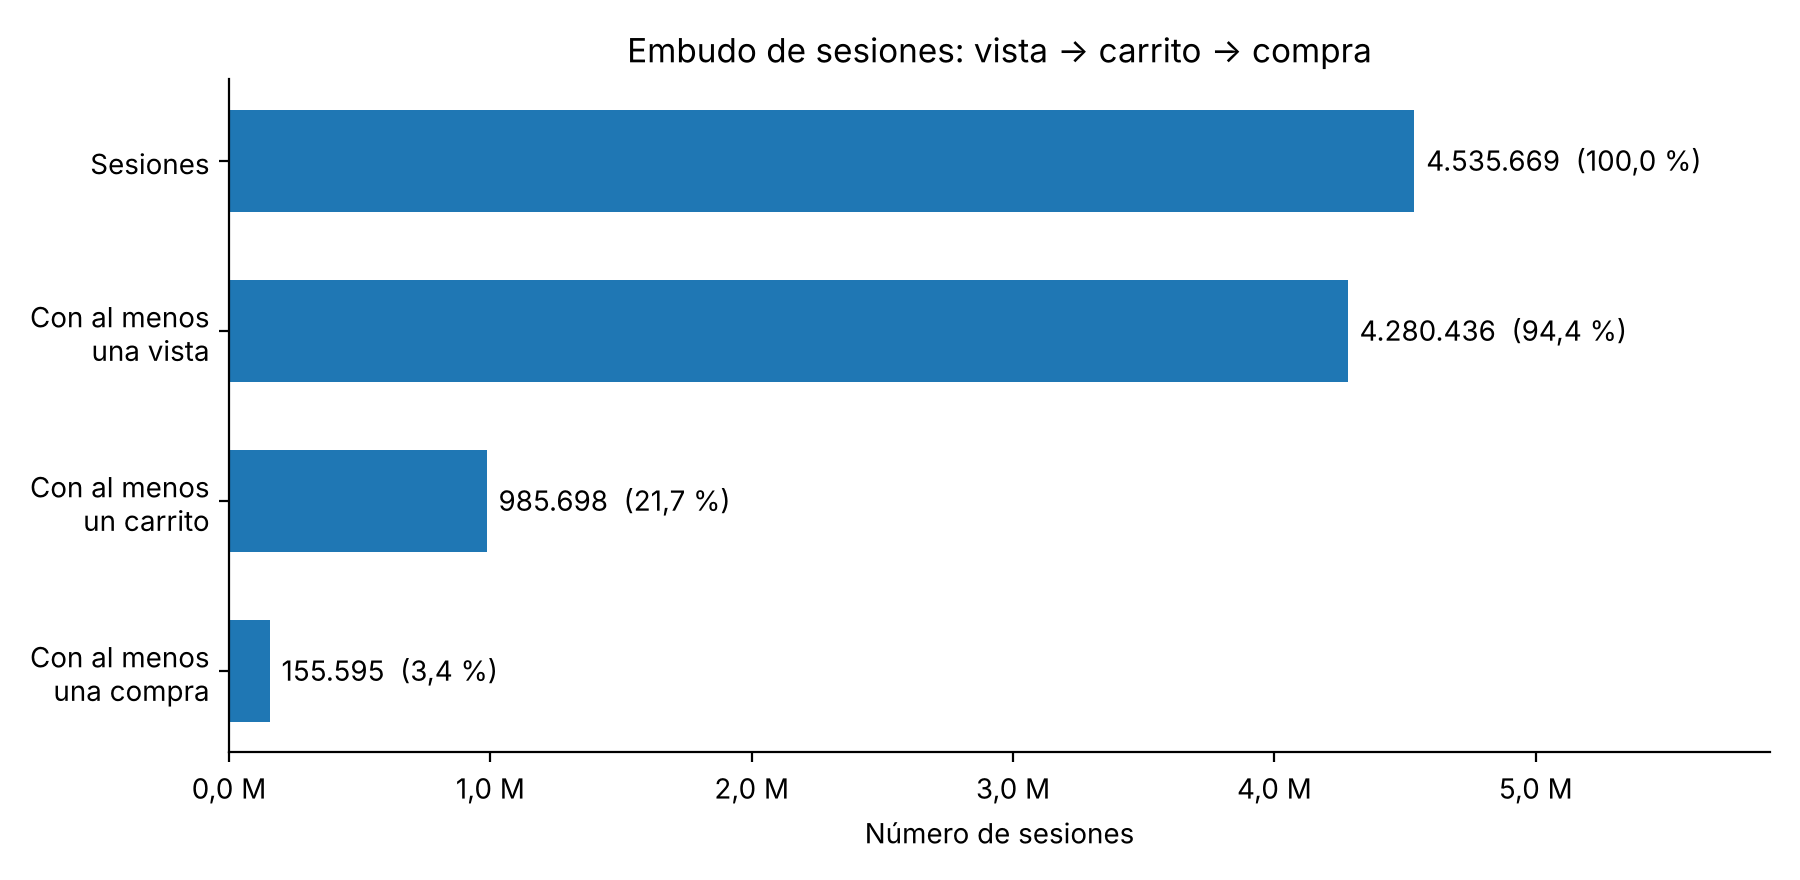 Embudo de sesiones: vista → carrito → compra
Sesiones
4.535.669 (100,0 %)
Con al menos
una vista
4.280.436 (94,4 %)
Con al menos
un carrito
985.698 (21,7 %)
Con al menos
una compra
155.595 (3,4 %)
0,0 M
1,0 M
2,0 M
3,0 M
4,0 M
5,0 M
Número de sesiones